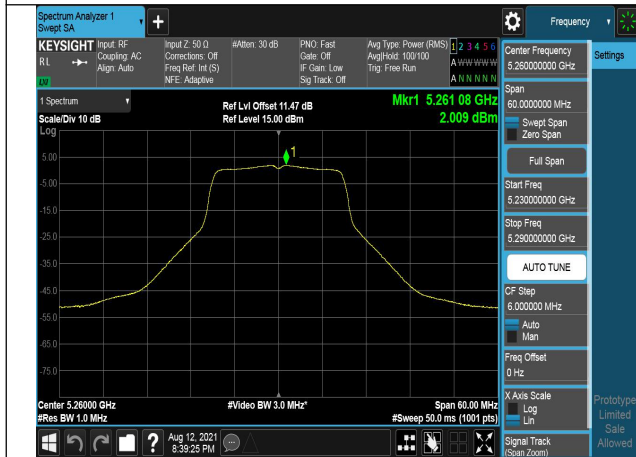 Spectrum Analyzer 1
Swept SA
Frequency
KEYSIGHT
Input: RF
Input Z: 50 Ω
#Atten: 30 dB
PNO: Fast
Avg Type: Power (RMS)
1 2 3 4 5 6
RL
Coupling: AC
Corrections: Off
Gate: Off
Avg|Hold: 100/100
Align: Auto
Freq Ref: Int (S)
IF Gain: Low
Trig: Free Run
A W W W W W
NFE: Adaptive
Sig Track: Off
A N N N N N
LXI
Center Frequency
5.260000000 GHz
Settings
Span
60.0000000 MHz
Swept Span
Zero Span
Full Span
Start Freq
5.230000000 GHz
Stop Freq
5.290000000 GHz
AUTO TUNE
CF Step
6.000000 MHz
Auto
Man
Freq Offset
0 Hz
X Axis Scale
Log
Lin
Signal Track
(Span Zoom)
Prototype
Limited
Sale
Allowed
1 Spectrum
Ref Lvl Offset 11.47 dB
Mkr1 5.261 08 GHz
Scale/Div 10 dB
Ref Level 15.00 dBm
2.009 dBm
Log
1
5.00
-5.00
-15.0
-25.0
-35.0
-45.0
-55.0
-65.0
-75.0
Center 5.26000 GHz
#Video BW 3.0 MHz*
Span 60.00 MHz
#Res BW 1.0 MHz
#Sweep 50.0 ms (1001 pts)
?
Aug 12, 2021
8:39:25 PM